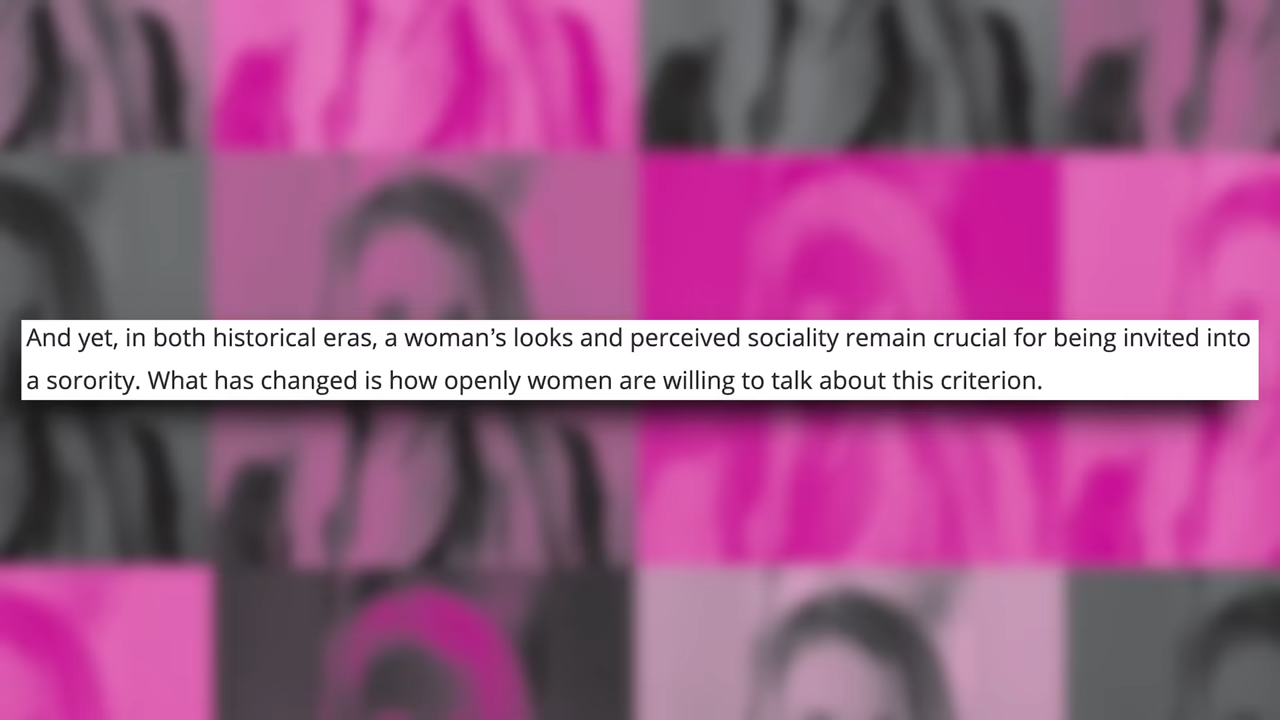 And yet, in both historical eras, a woman’s looks and perceived sociality remain crucial for being invited into
a sorority. What has changed is how openly women are willing to talk about this criterion.